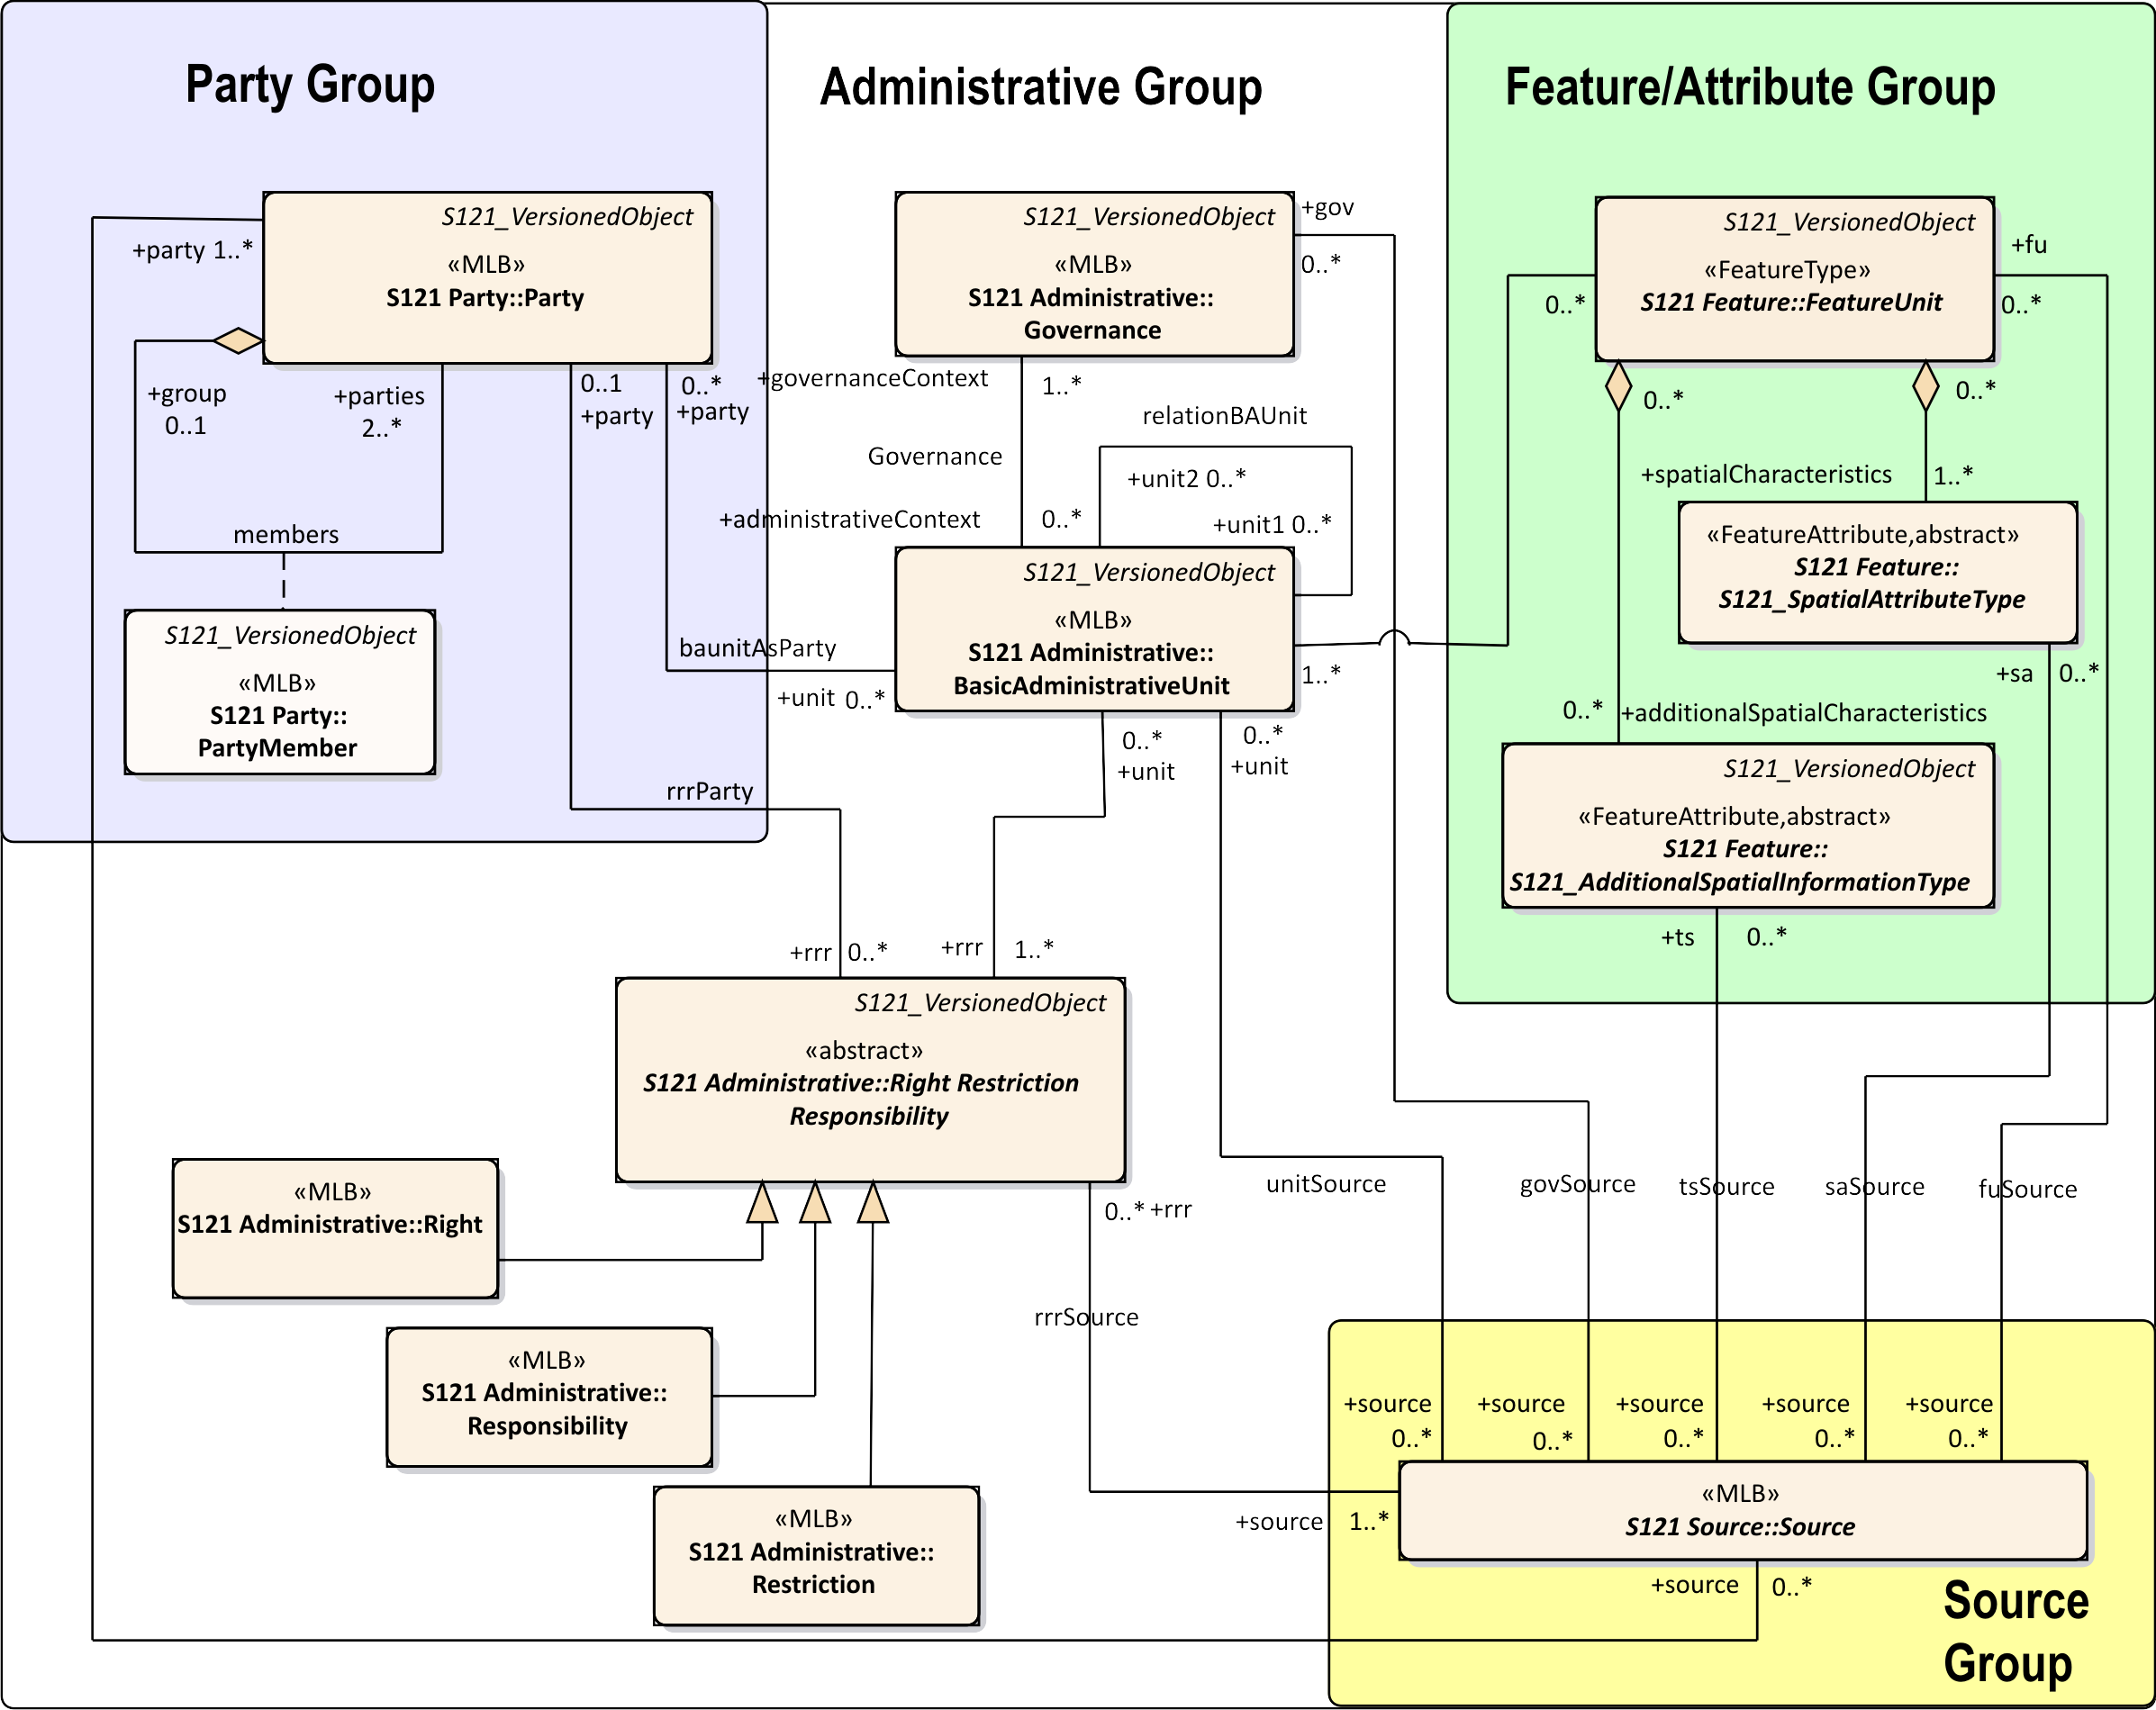 Party Group
Administrative Group
Feature/Attribute Group
S121_VersionedObject
«MLB»
S121 Party::Party
+party 1..*
+group
0..1
+parties
2..*
0..1
+party
0..*
+party
members
S121_VersionedObject
«MLB»
S121 Party::
PartyMember
rrrParty
baunitAsParty
+unit 0..*
S121_VersionedObject
«MLB»
S121 Administrative::
Governance
+gov
0..*
+governanceContext
1..*
Governance
relationBAUnit
+unit2 0..*
+unit1 0..*
+administrativeContext
0..*
S121_VersionedObject
«MLB»
S121 Administrative::
BasicAdministrativeUnit
1..*
0..*
+unit
0..*
+unit
S121_VersionedObject
«FeatureType»
S121 Feature::FeatureUnit
0..*
+fu
0..*
0..*
0..*
+spatialCharacteristics
1..*
«FeatureAttribute,abstract»
S121 Feature::
S121_SpatialAttributeType
+sa 0..*
0..* +additionalSpatialCharacteristics
S121_VersionedObject
«FeatureAttribute,abstract»
S121 Feature::
S121_AdditionalSpatialInformationType
+ts 0..*
+rrr 0..*
+rrr 1..*
S121_VersionedObject
«abstract»
S121 Administrative::Right Restriction
Responsibility
«MLB»
S121 Administrative::Right
«MLB»
S121 Administrative::
Responsibility
«MLB»
S121 Administrative::
Restriction
0..* +rrr
rrrSource
unitSource
govSource
tsSource
saSource
fuSource
+source
0..*
+source
0..*
+source
0..*
+source
0..*
+source
0..*
+source 1..*
«MLB»
S121 Source::Source
+source 0..*
Source
Group